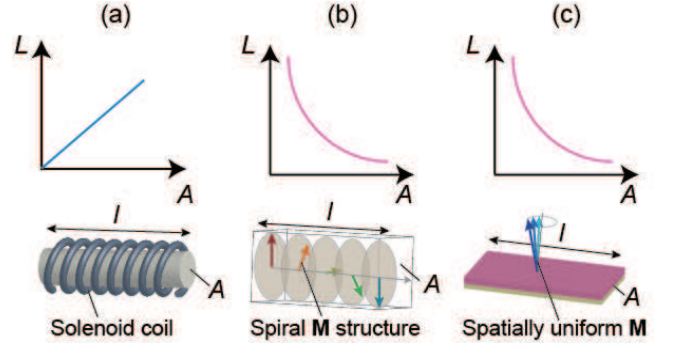 (a) (b) (c)
L L L
A A A
l l l
A A A
Solenoid coil Spiral M structure Spatially uniform M